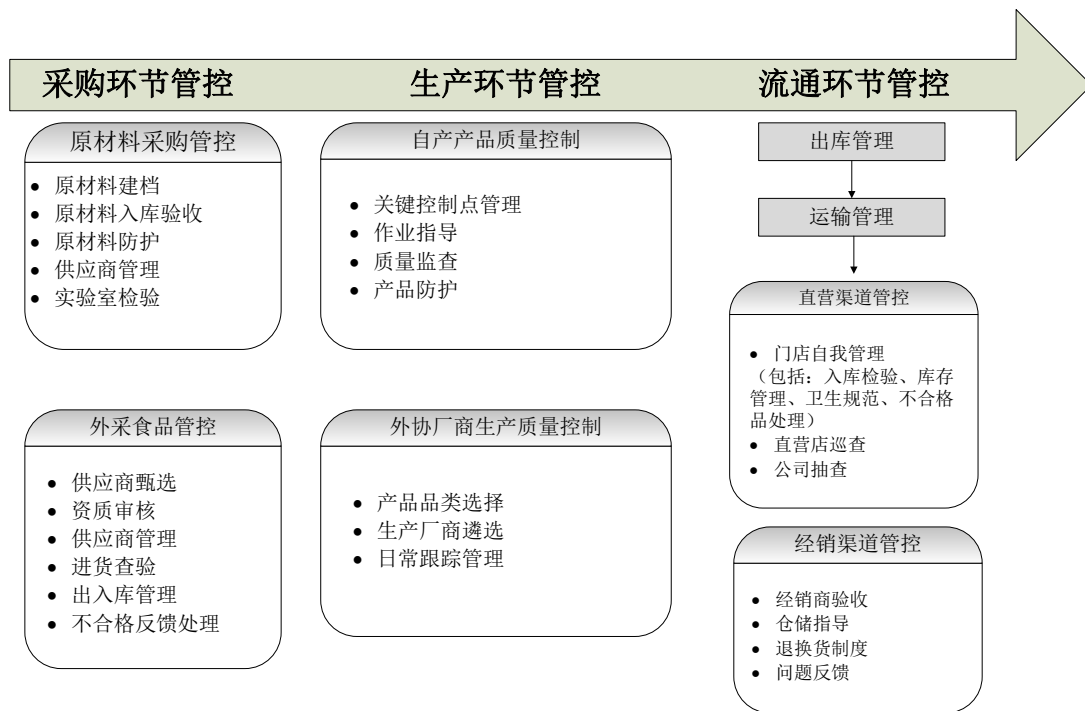 采购环节管控
生产环节管控
流通环节管控
原材料采购管控
• 原材料建档
• 原材料入库验收
• 原材料防护
• 供应商管理
• 实验室检验
外采食品管控
• 供应商甄选
• 资质审核
• 供应商管理
• 进货查验
• 出入库管理
• 不合格反馈处理
自产产品质量控制
• 关键控制点管理
• 作业指导
• 质量监查
• 产品防护
外协厂商生产质量控制
• 产品品类选择
• 生产厂商遴选
• 日常跟踪管理
出库管理
运输管理
直营渠道管控
• 门店自我管理
（包括：入库检验、库存
管理、卫生规范、不合格
品处理）
• 直营店巡查
• 公司抽查
经销渠道管控
• 经销商验收
• 仓储指导
• 退换货制度
• 问题反馈